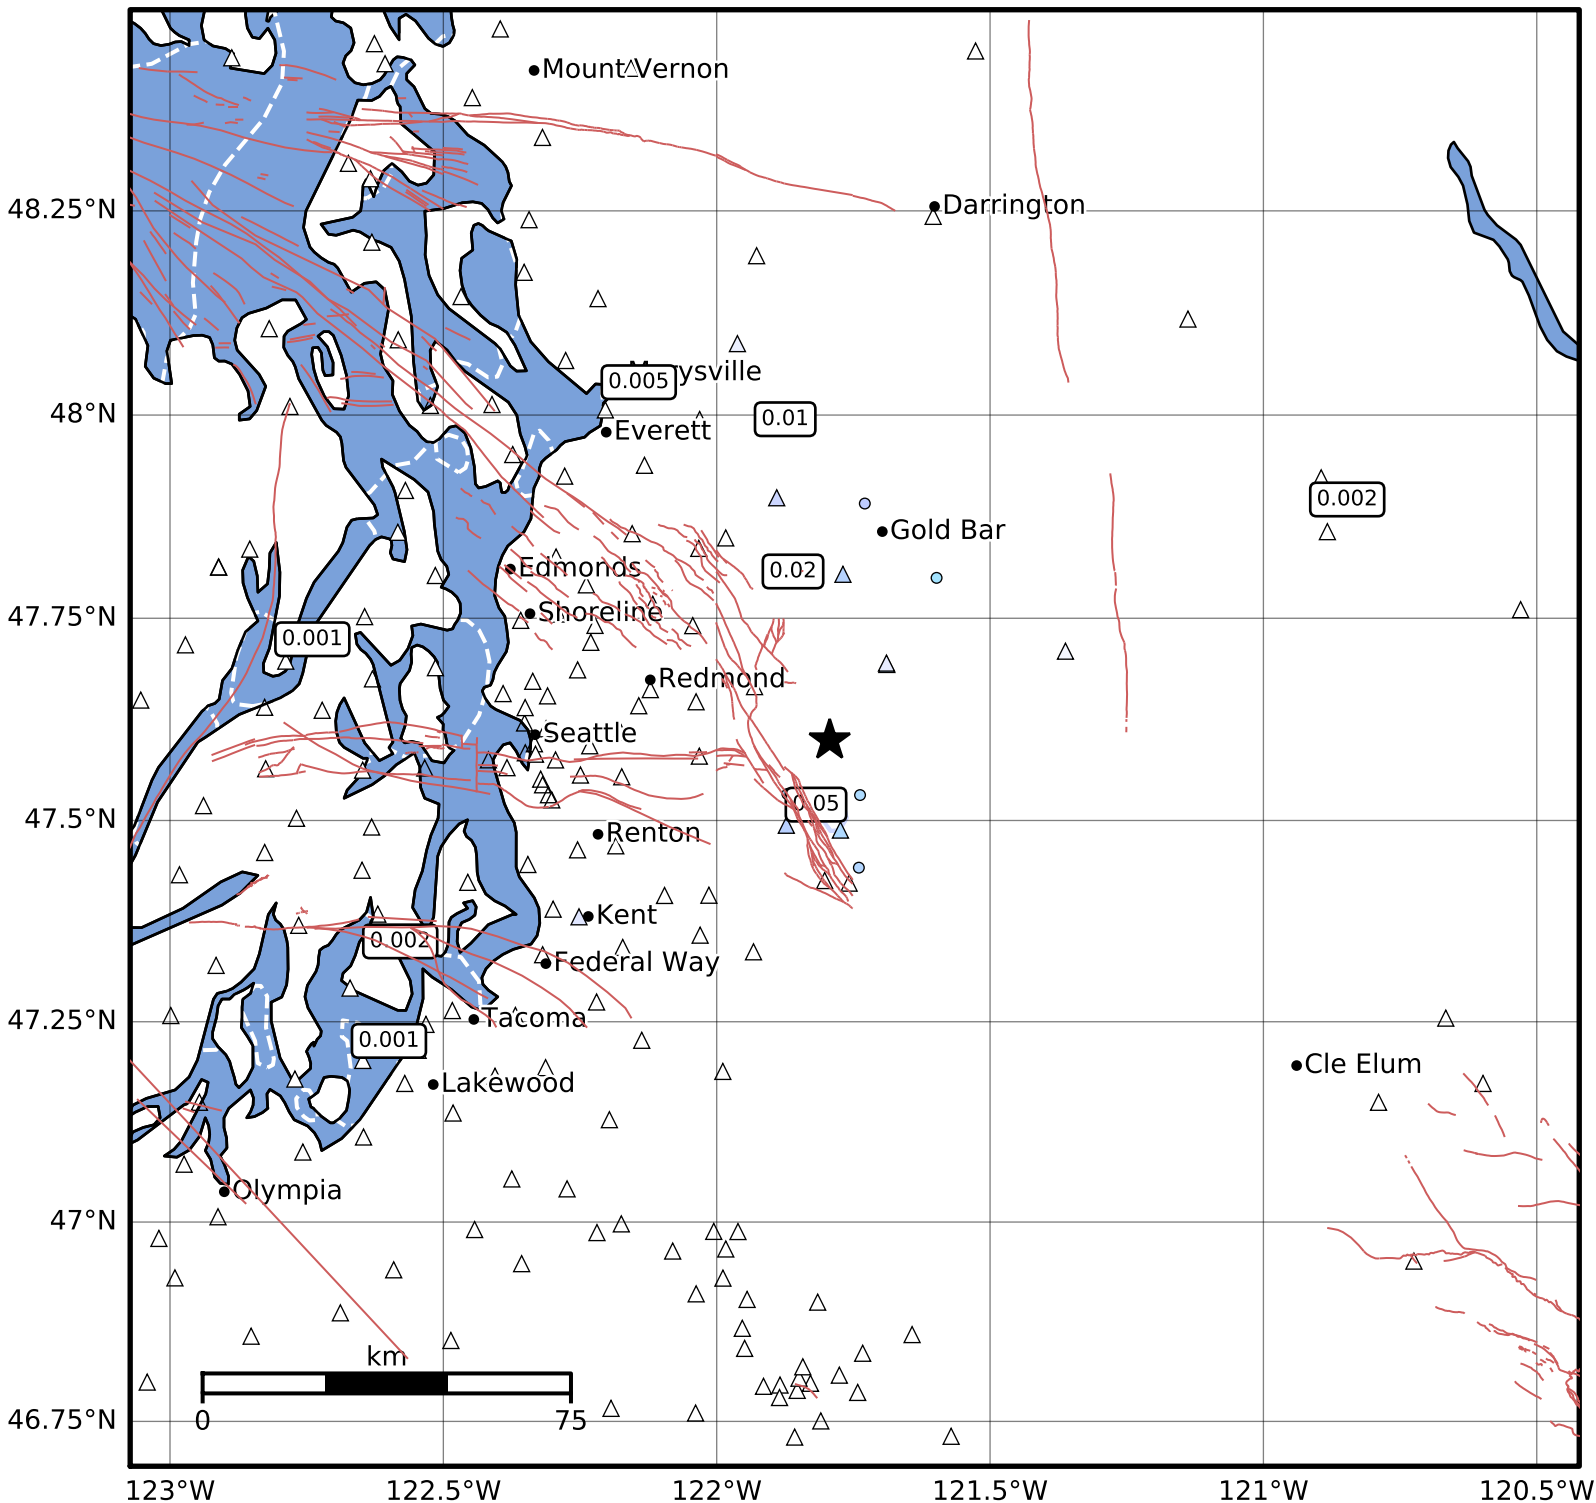 Mount Vernon
48.25°N
Darrington
rysville
0.005
48°N
0.01
Everett
0.002
Gold Bar
Edmonds
0.02
47.75°N
Shoreline
0.001
Redmond
Seattle
0.05
47.5°N
Renton
Kent
0.002
Federal Way
47.25°N
Tacoma
0.001
Cle Elum
Lakewood
Olympia
47°N
km
0
75
46.75°N
123°W
122.5°W
122°W
121.5°W
121°W
120.5°W